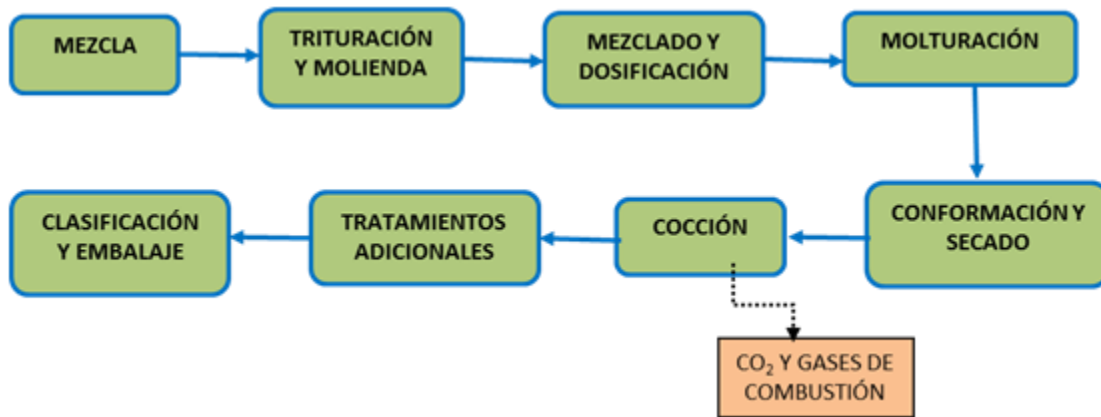 MEZCLA
TRITURACIÓN
Y MOLIENDA
MEZCLADO Y
DOSIFICACIÓN
MOLTURACIÓN
CONFORMACIÓN Y
SECADO
COCCIÓN
TRATAMIENTOS
ADICIONALES
CLASIFICACIÓN
Y EMBALAJE
CO₂ Y GASES DE
COMBUSTIÓN